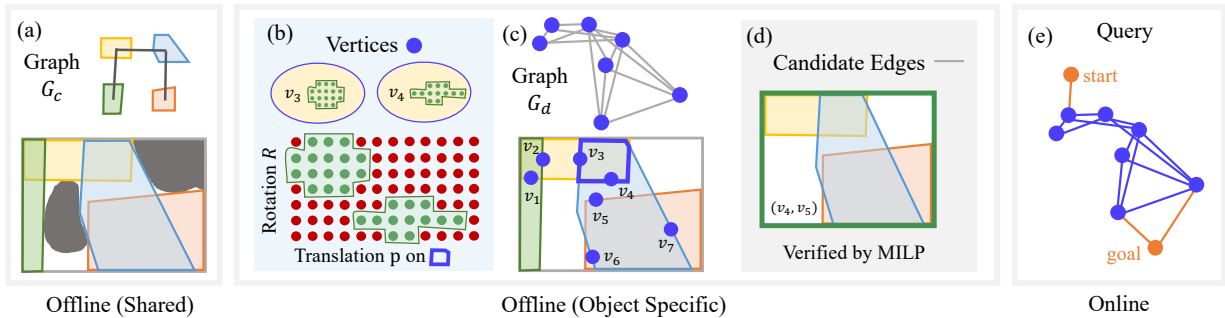 (a)
Graph
G_c
Offline (Shared)
(b)
Vertices
v_3
v_4
Rotation R
Translation p on
(c)
Graph
G_d
v_2
v_3
v_1
v_4
v_5
v_7
v_6
(d)
Candidate Edges
(v_4, v_5)
Verified by MILP
Offline (Object Specific)
(e)
Query
start
goal
Online